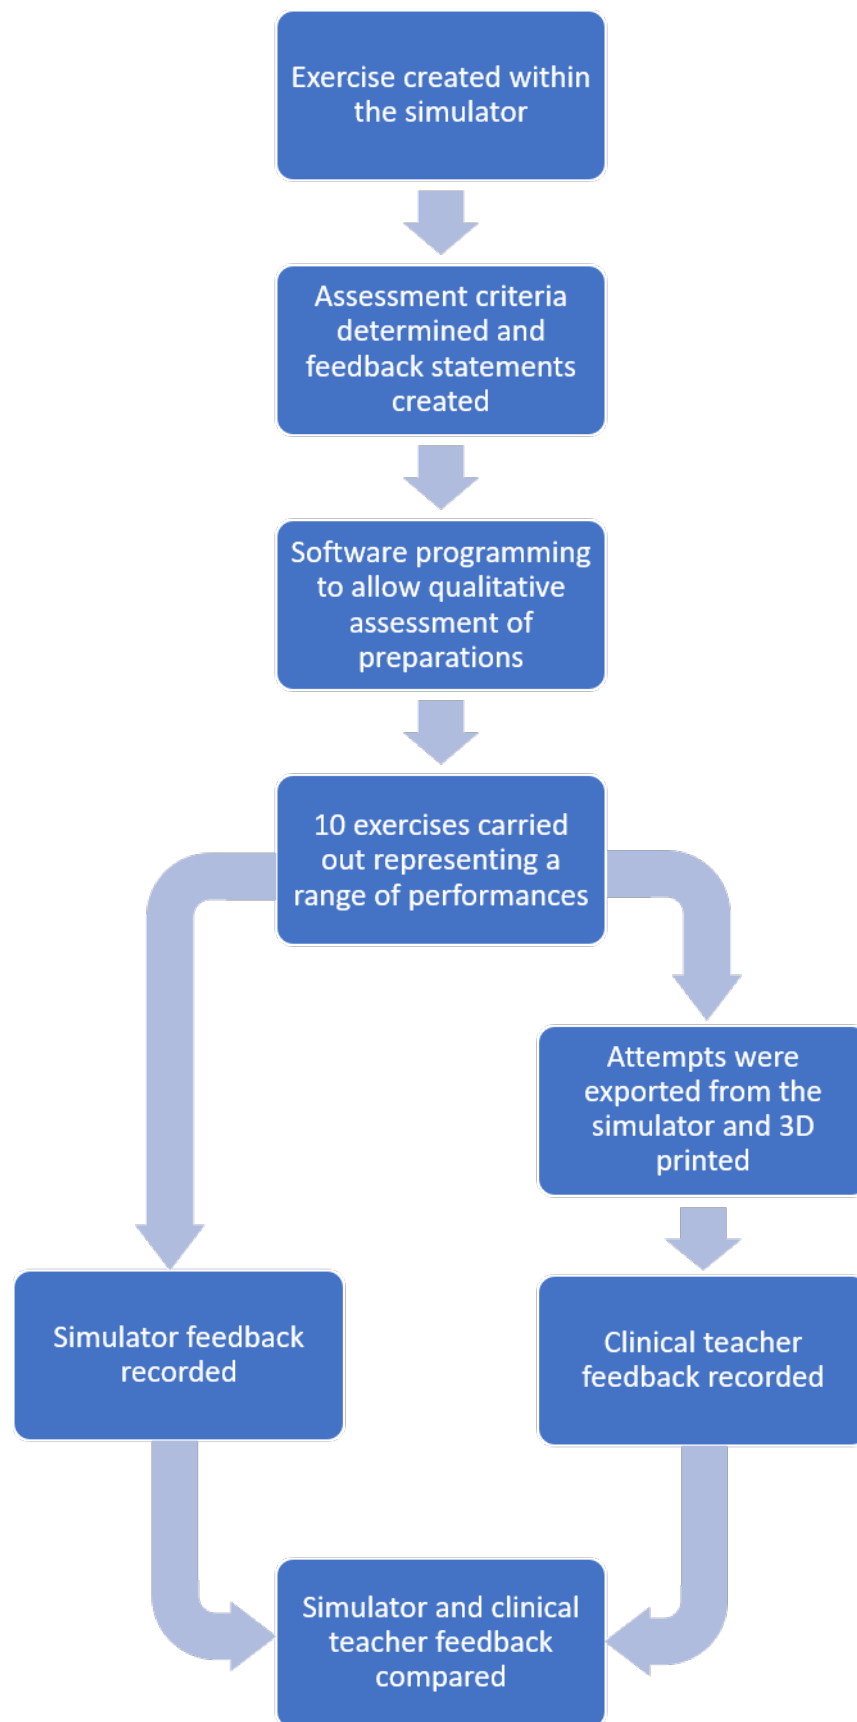 Exercise created within
the simulator
Assessment criteria
determined and
feedback statements
created
Software programming
to allow qualitative
assessment of
preparations
10 exercises carried
out representing a
range of performances
Attempts were
exported from the
simulator and 3D
printed
Simulator feedback
recorded
Clinical teacher
feedback recorded
Simulator and clinical
teacher feedback
compared